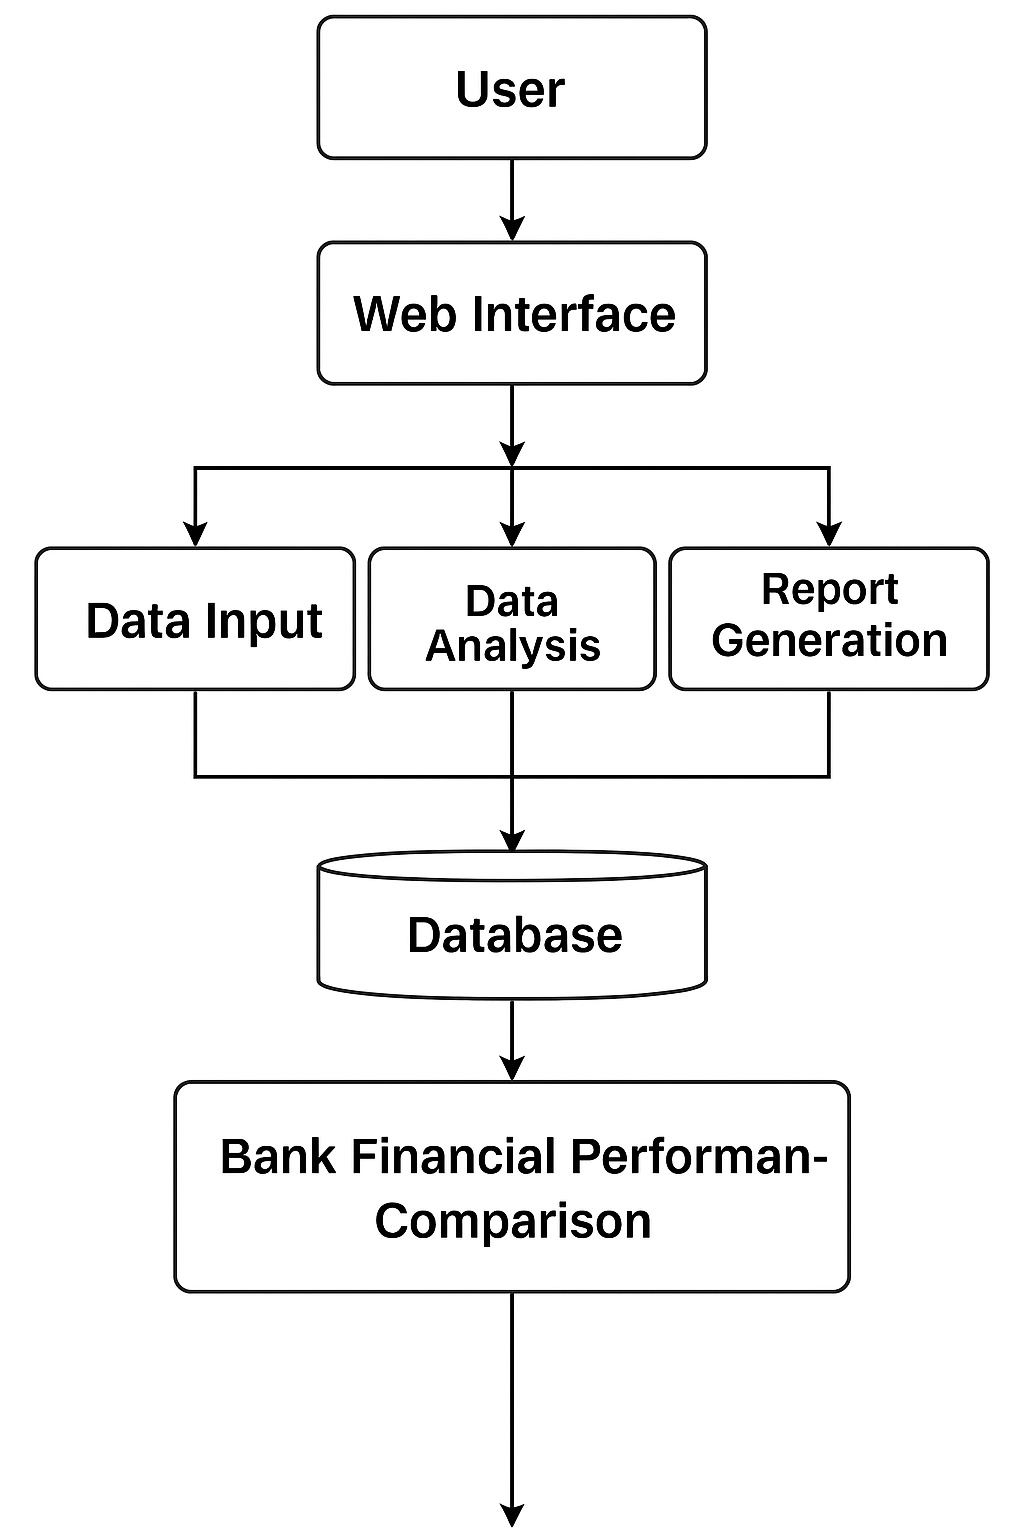 User
Web Interface
Data Input
Data
Analysis
Report
Generation
Database
Bank Financial Performan-
Comparison